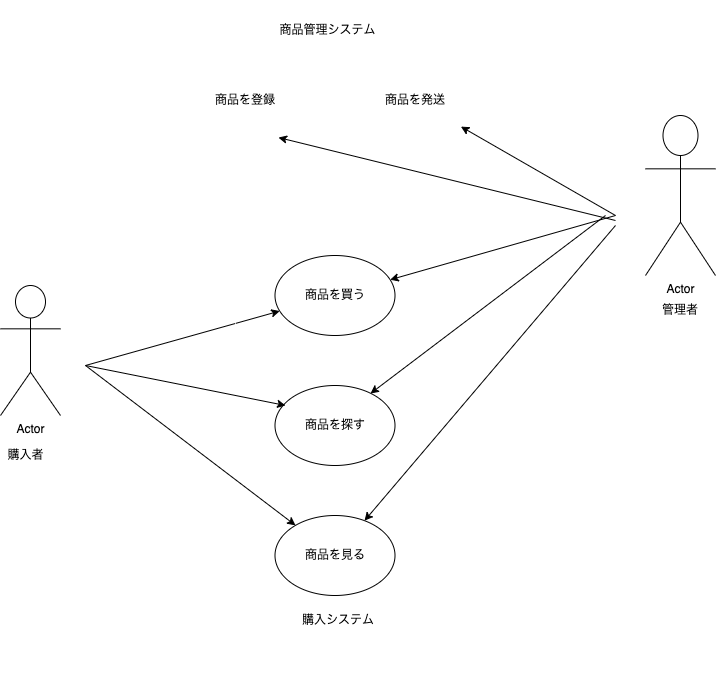 商品管理システム
商品を登録
商品を発送
Actor
管理者
商品を買う
Actor
購入者
商品を探す
商品を見る
購入システム